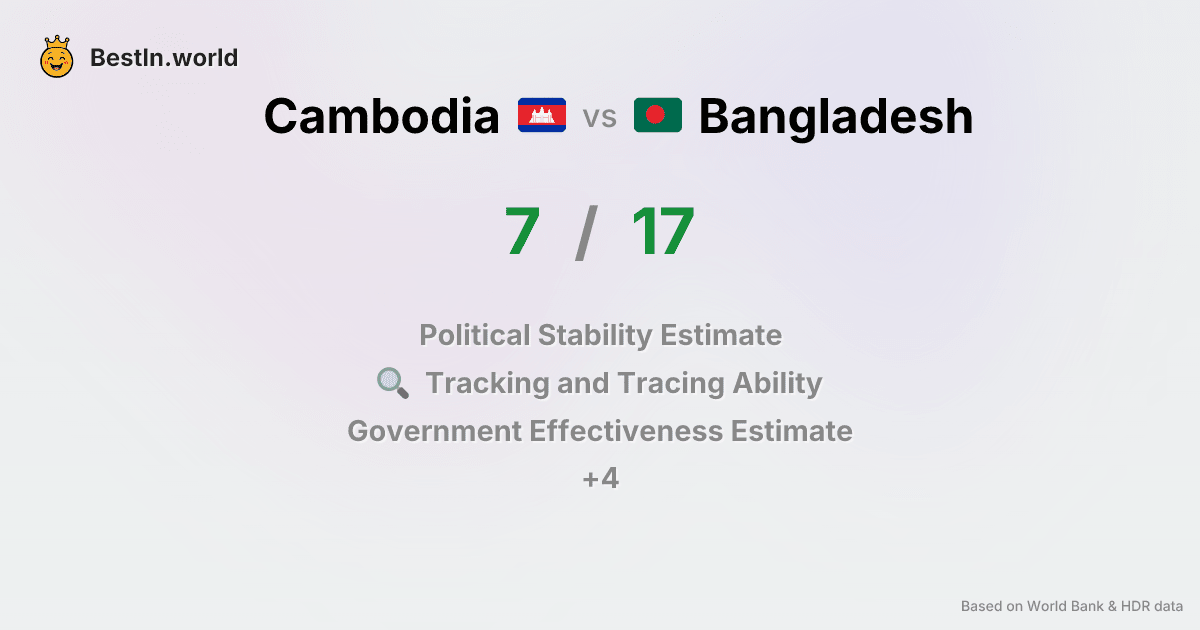 BestIn.world
Cambodia vs Bangladesh
7 / 17
Political Stability Estimate
Tracking and Tracing Ability
Government Effectiveness Estimate
+4
Based on World Bank & HDR data